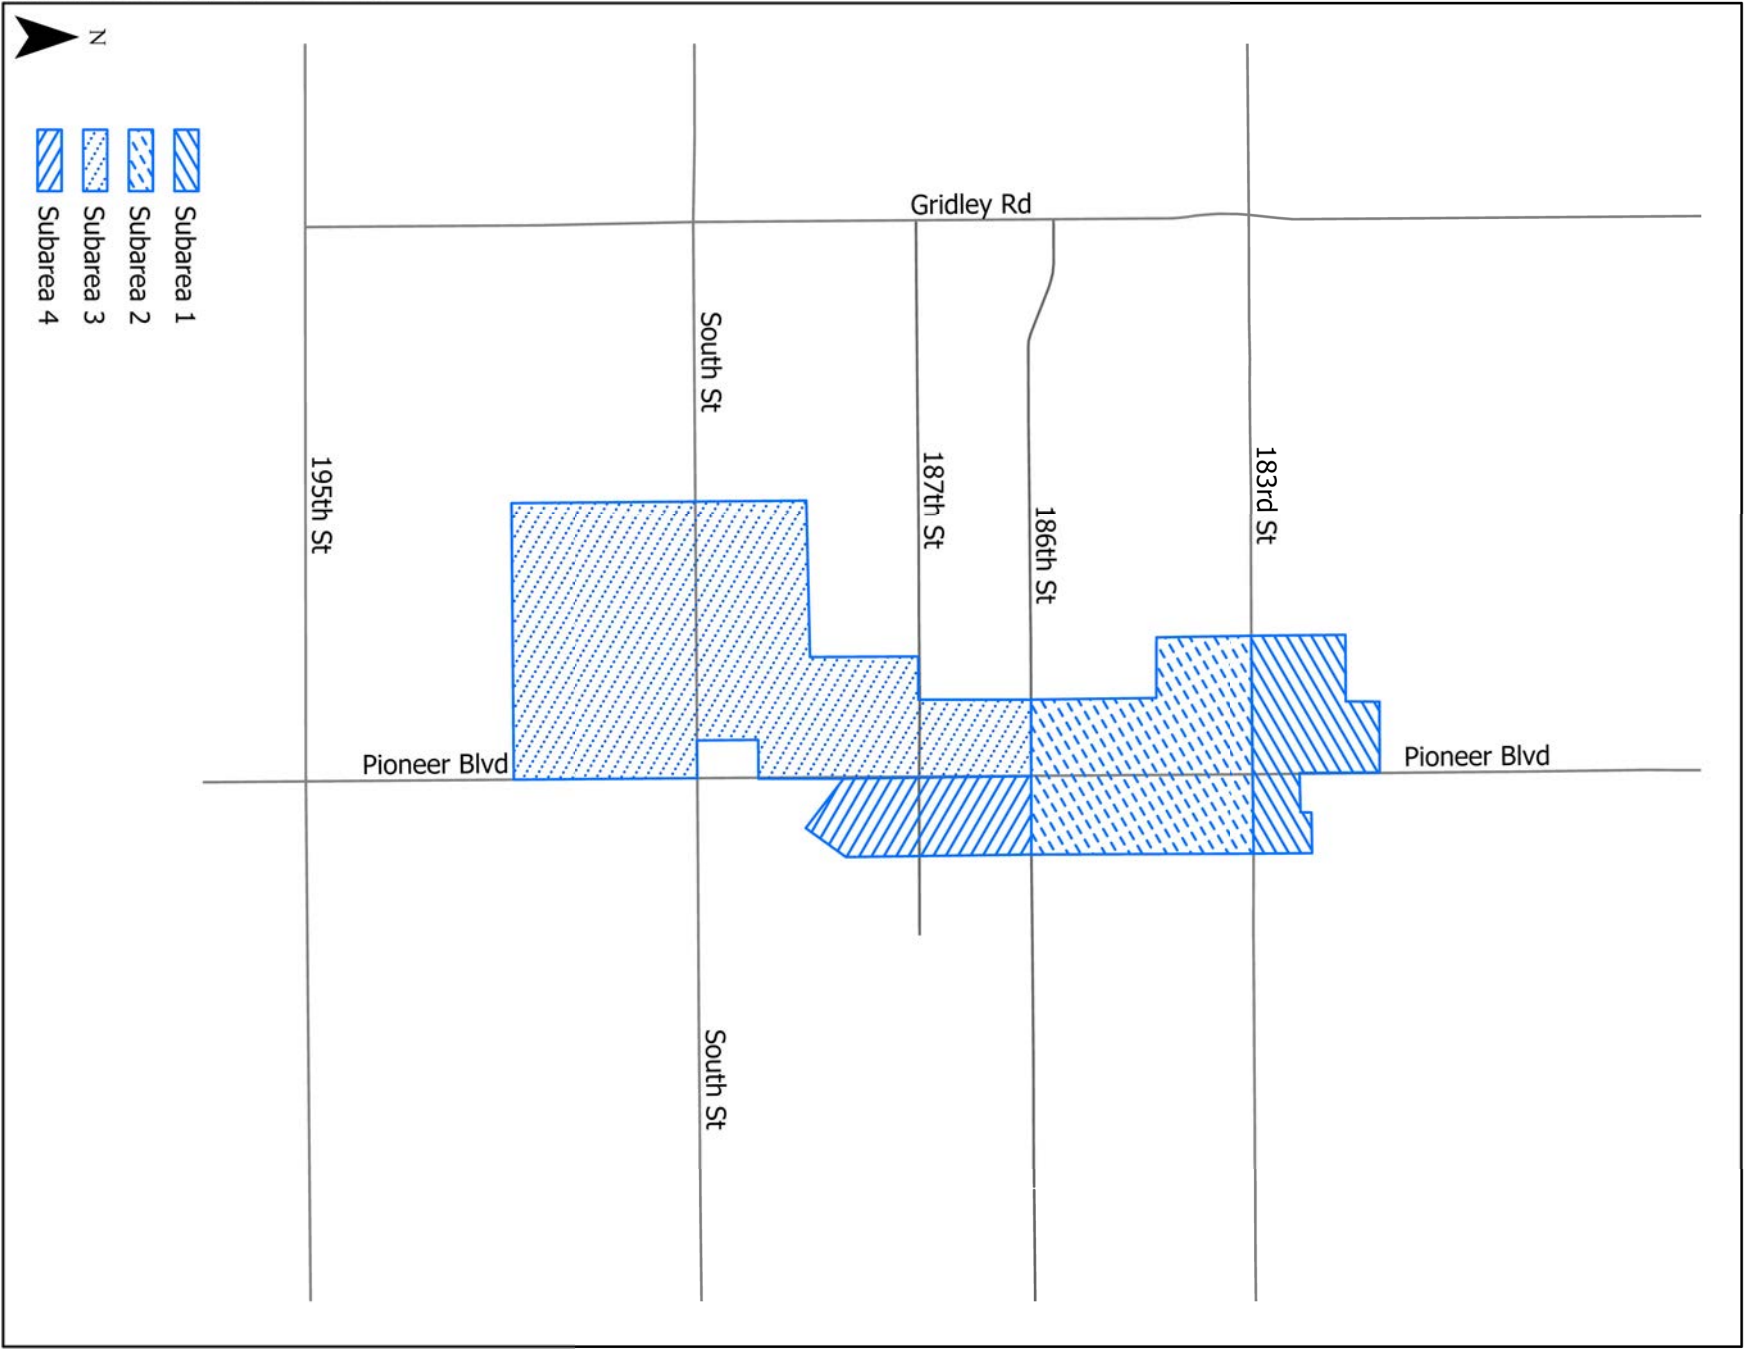 N
Subarea 1
Subarea 2
Subarea 3
Subarea 4
Gridley Rd
South St
195th St
187th St
186th St
183rd St
Pioneer Blvd
Pioneer Blvd
South St